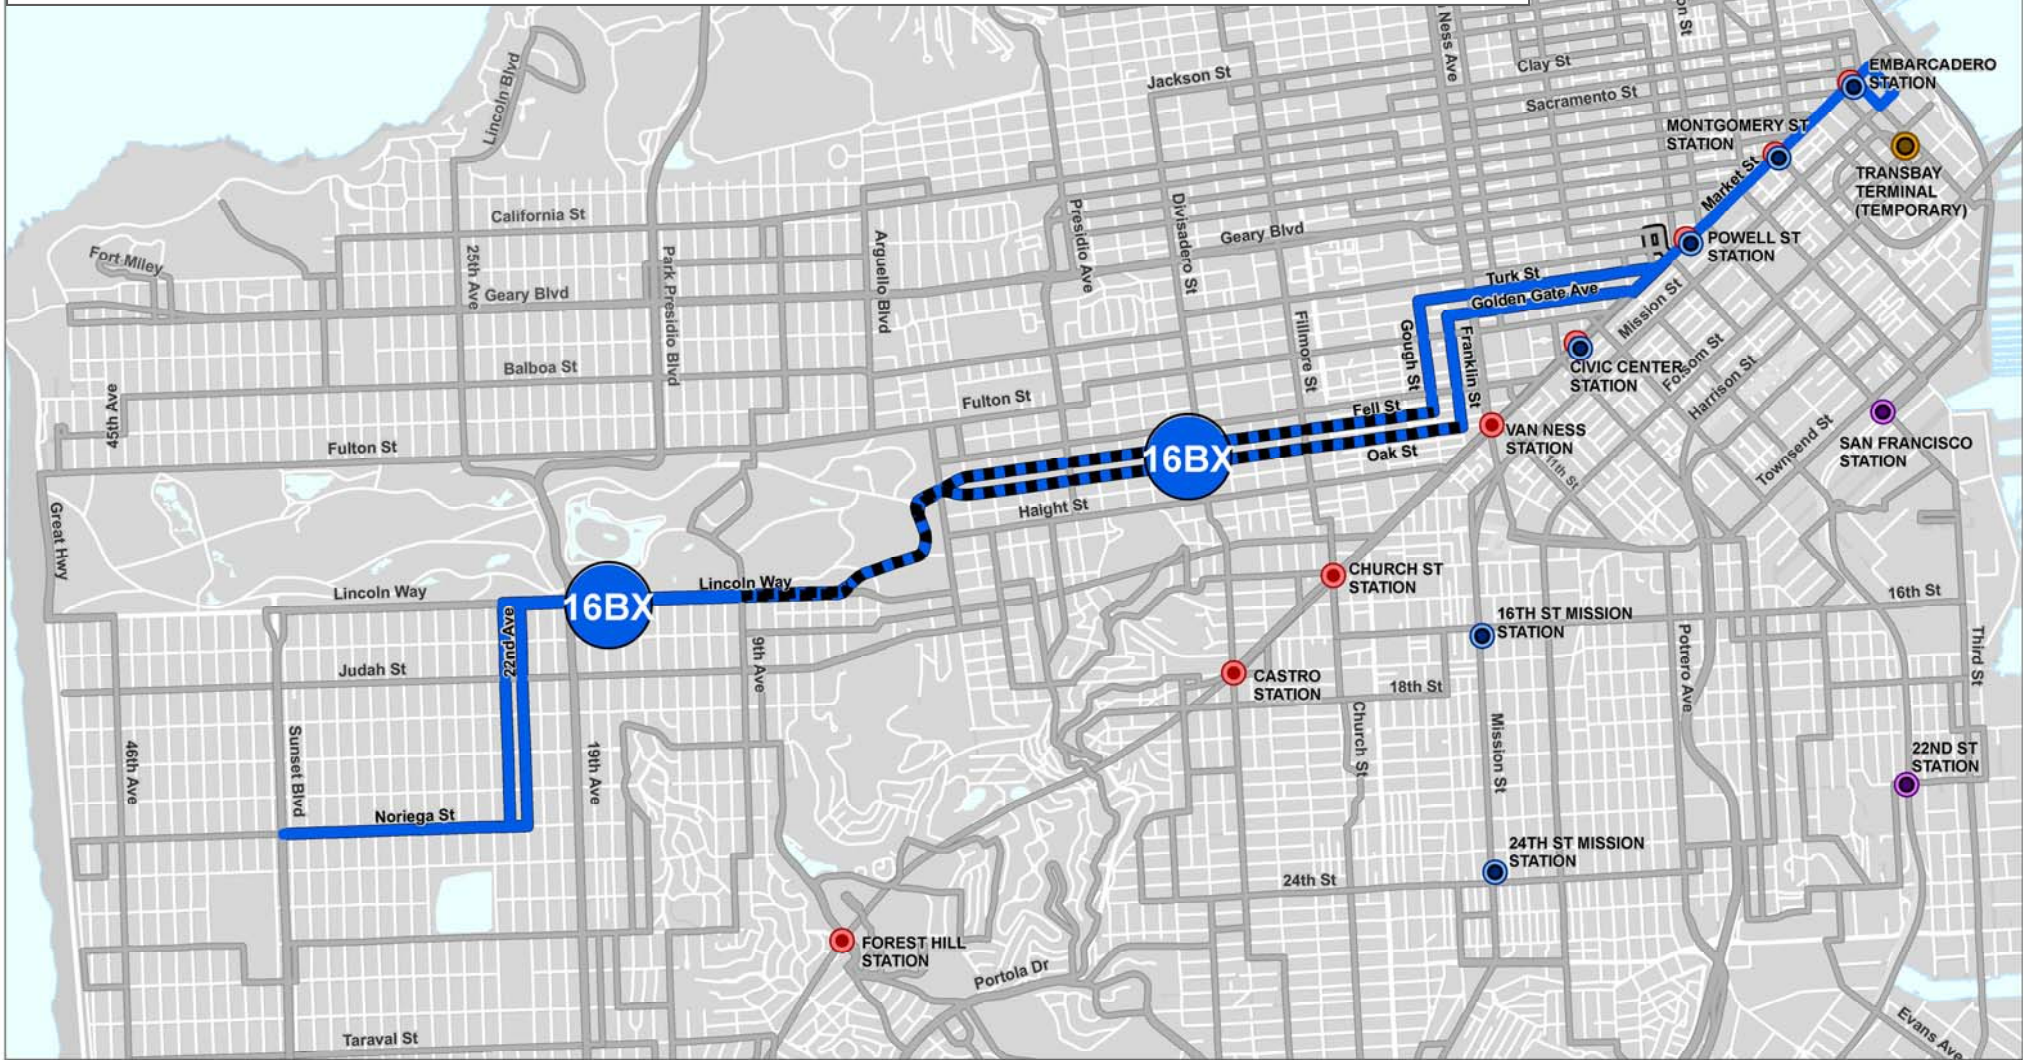 Ness Ave
on St
Lincoln Blvd
Jackson St
Clay St
Sacramento St
EMBARCADERO
STATION
MONTGOMERY ST
STATION
Market St
TRANSBAY
TERMINAL
(TEMPORARY)
California St
Fort Miley
25th Ave
Park Presidio Blvd
Arguello Blvd
Presidio Ave
Divisadero St
Geary Blvd
POWELL ST
STATION
Geary Blvd
Turk St
Golden Gate Ave
Mission St
Fillmore St
Gough St
Franklin St
CIVIC CENTER
STATION
Folsom St
Harrison St
Balboa St
45th Ave
Fulton St
Fell St
Fulton St
16BX
Oak St
VAN NESS
STATION
11th St
Townsend St
SAN FRANCISCO
STATION
Great Hwy
Haight St
Lincoln Way
16BX
Lincoln Way
22nd Ave
CHURCH ST
STATION
16th St
16TH ST MISSION
STATION
Judah St
9th Ave
CASTRO
STATION
18th St
Potrero Ave
Third St
46th Ave
Sunset Blvd
19th Ave
Church St
Mission St
22ND ST
STATION
Noriega St
24TH ST MISSION
STATION
24th St
FOREST HILL
STATION
Portola Dr
Taraval St
Evans Ave